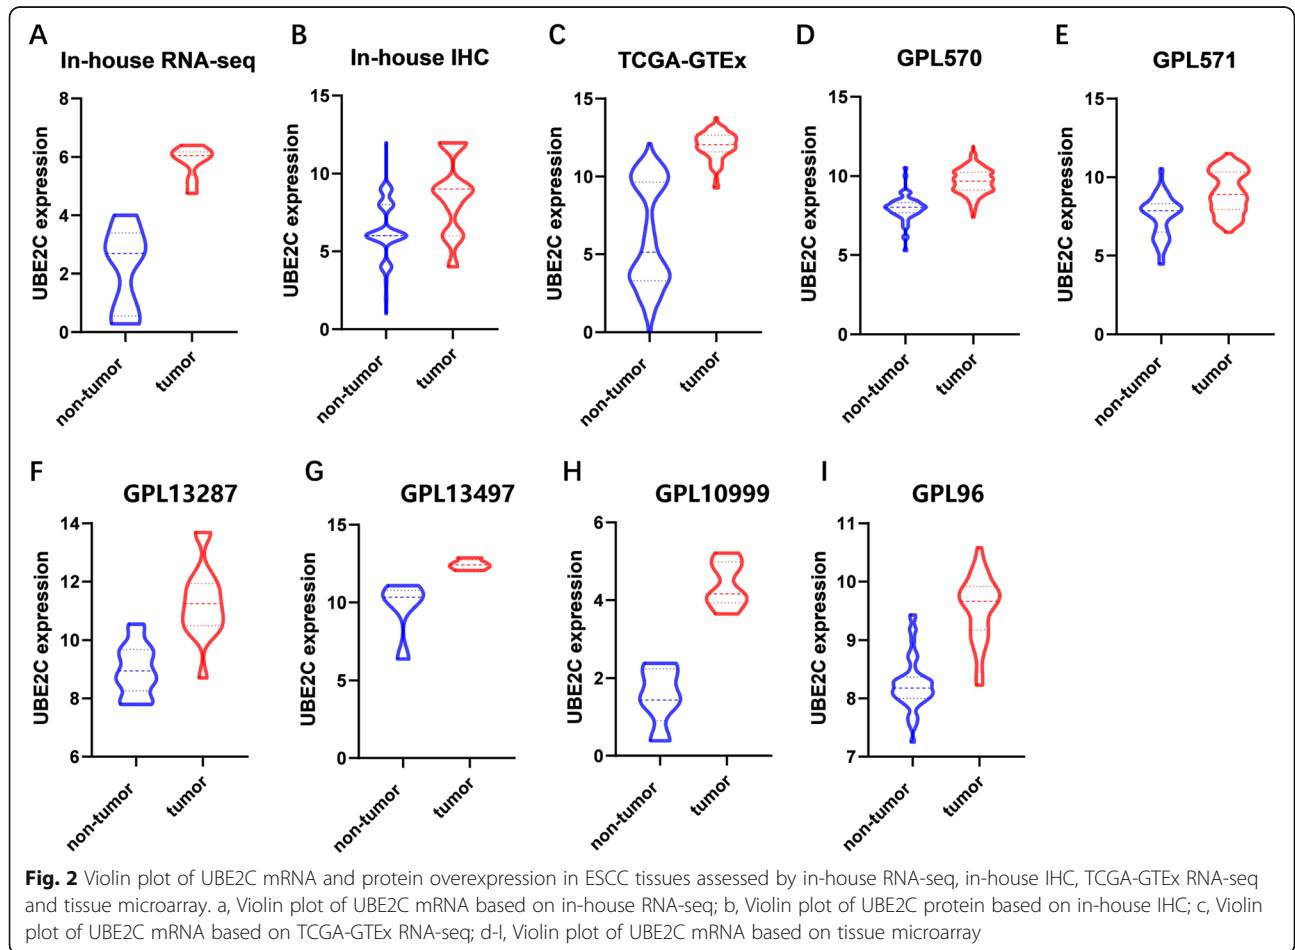 A
In-house RNA-seq
UBE2C expression
8
6
4
2
0
non-tumor
tumor
B
In-house IHC
UBE2C expression
15
10
5
0
non-tumor
tumor
C
TCGA-GTEx
UBE2C expression
15
10
5
0
non-tumor
tumor
D
GPL570
UBE2C expression
15
10
5
0
non-tumor
tumor
E
GPL571
UBE2C expression
15
10
5
0
non-tumor
tumor
F
GPL13287
UBE2C expression
14
12
10
8
6
non-tumor
tumor
G
GPL13497
UBE2C expression
15
10
5
0
non-tumor
tumor
H
GPL10999
UBE2C expression
6
4
2
0
non-tumor
tumor
I
GPL96
UBE2C expression
11
10
9
8
7
non-tumor
tumor
Fig. 2 Violin plot of UBE2C mRNA and protein overexpression in ESCC tissues assessed by in-house RNA-seq, in-house IHC, TCGA-GTEx RNA-seq
and tissue microarray. a, Violin plot of UBE2C mRNA based on in-house RNA-seq; b, Violin plot of UBE2C protein based on in-house IHC; c, Violin
plot of UBE2C mRNA based on TCGA-GTEx RNA-seq; d-I, Violin plot of UBE2C mRNA based on tissue microarray